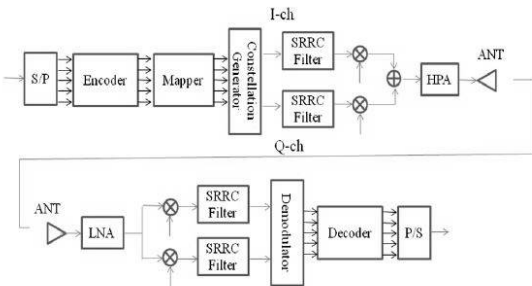 I-ch
S/P
Encoder
Mapper
Constellation
Generator
SRRC
Filter
SRRC
Filter
HPA
ANT
Q-ch
ANT
LNA
SRRC
Filter
SRRC
Filter
Demodulator
Decoder
P/S